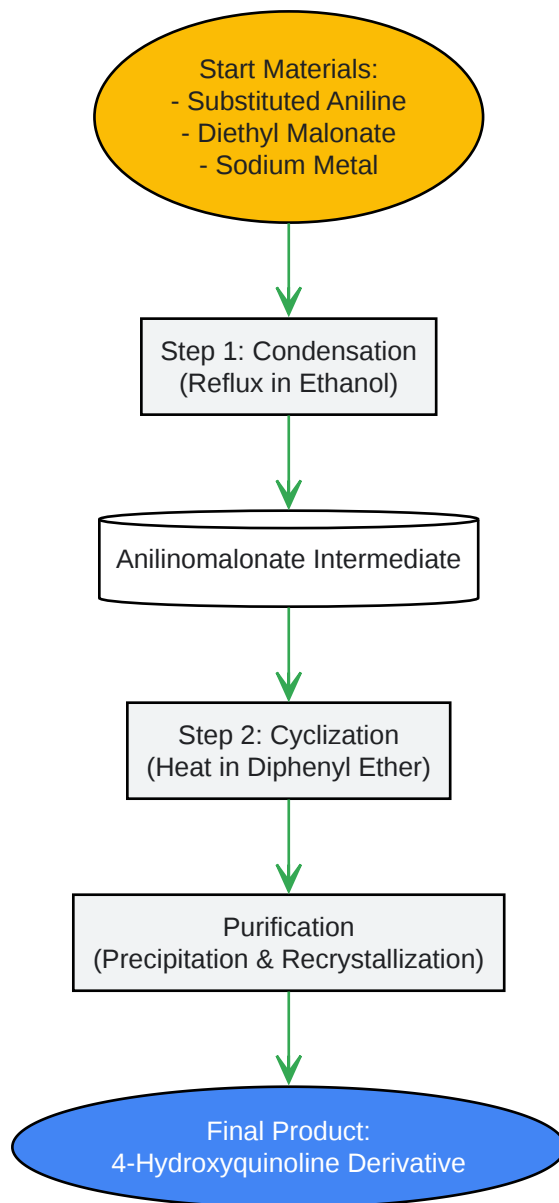 Start Materials:
- Substituted Aniline
- Diethyl Malonate
- Sodium Metal
Step 1: Condensation
(Reflux in Ethanol)
Anilinomalonate Intermediate
Step 2: Cyclization
(Heat in Diphenyl Ether)
Purification
(Precipitation & Recrystallization)
Final Product:
4-Hydroxyquinoline Derivative